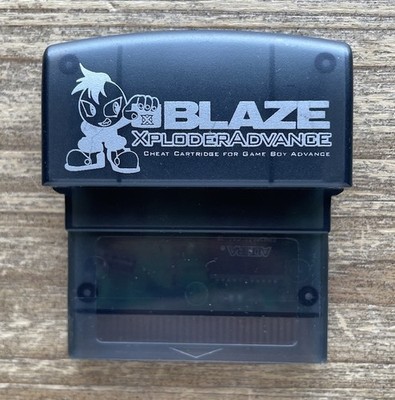 X
BLAZE
XPLODERADVANCE
CHEAT CARTRIDGE FOR GAME BOY ADVANCE